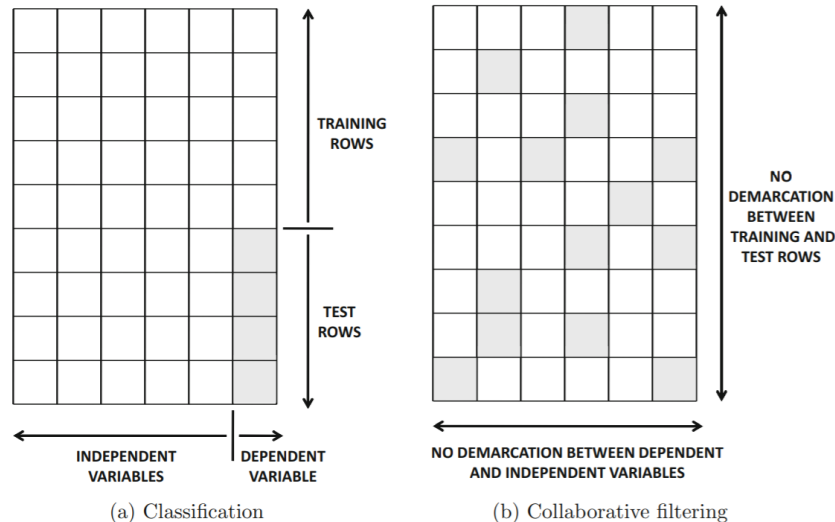 TRAINING
ROWS
TEST
ROWS
INDEPENDENT
VARIABLES
DEPENDENT
VARIABLE
(a) Classification
NO
DEMARCATION
BETWEEN
TRAINING AND
TEST ROWS
NO DEMARCATION BETWEEN DEPENDENT
AND INDEPENDENT VARIABLES
(b) Collaborative filtering